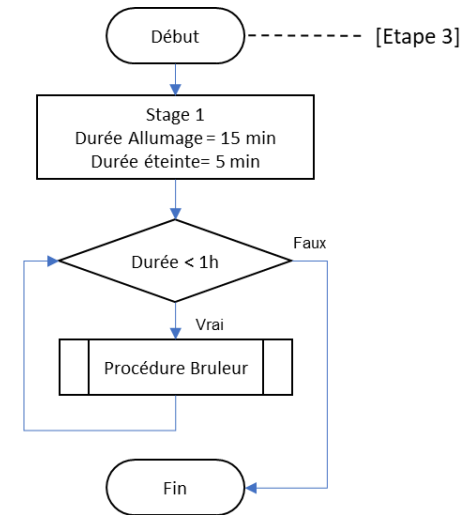 Début
[Etape 3]
Stage 1
Durée Allumage = 15 min
Durée éteinte= 5 min
Durée < 1h
Faux
Vrai
Procédure Bruleur
Fin